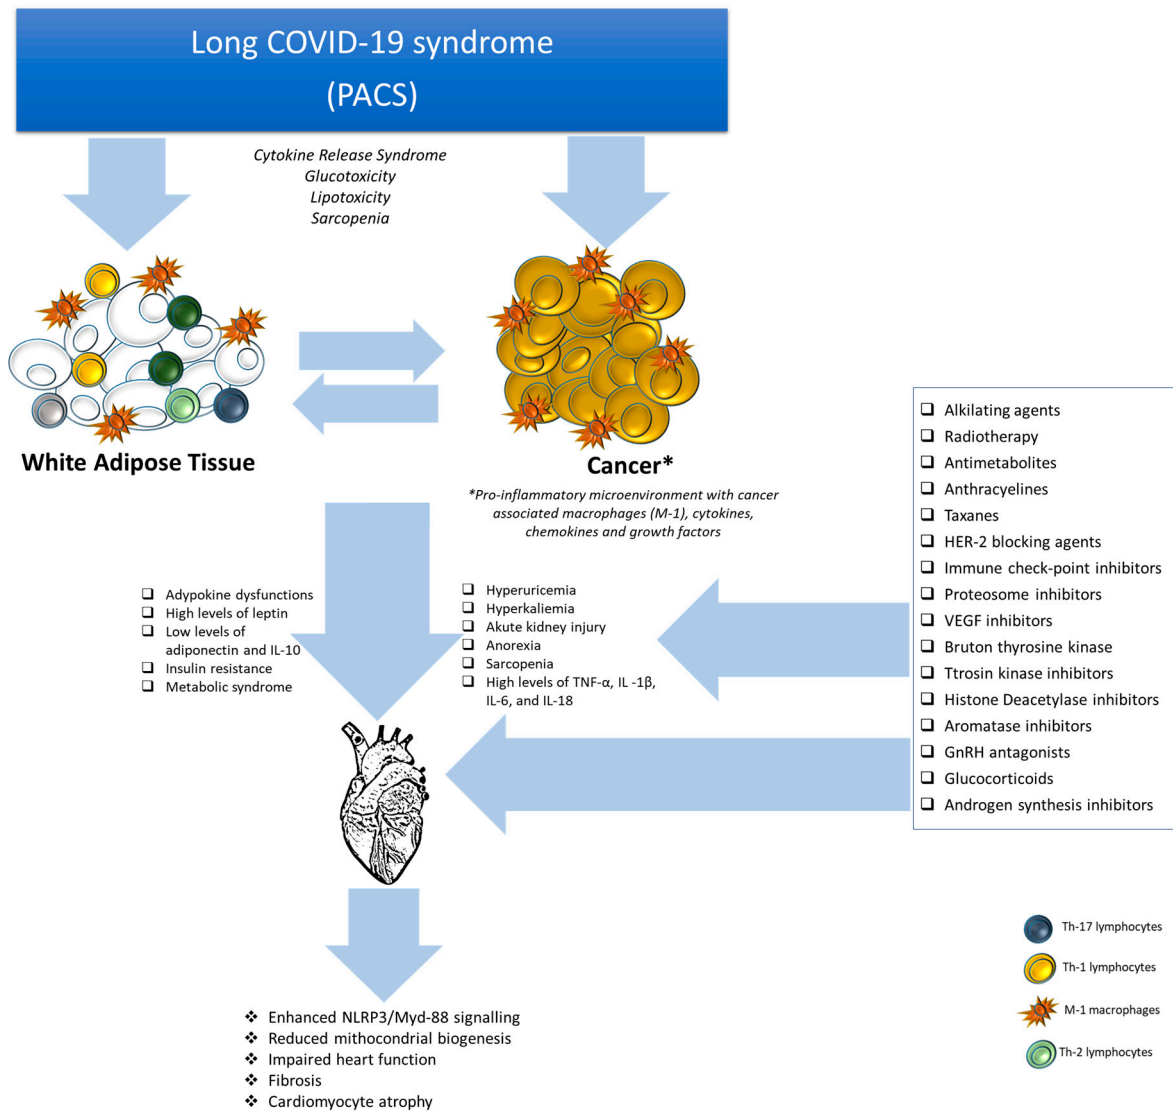 Long COVID-19 syndrome
(PACS)
Cytokine Release Syndrome
Glucotoxicity
Lipotoxicity
Sarcopenia
White Adipose Tissue
Cancer*
*Pro-inflammatory microenvironment with cancer
associated macrophages (M-1), cytokines,
chemokines and growth factors
Adypokine dysfunctions
High levels of leptin
Low levels of
adiponectin and IL-10
Insulin resistance
Metabolic syndrome
Hyperuricemia
Hyperkaliemia
Akute kidney injury
Anorexia
Sarcopenia
High levels of TNF-α, IL -1β,
IL-6, and IL-18
Alkilating agents
Radiotherapy
Antimetabolites
Anthracyelines
Taxanes
HER-2 blocking agents
Immune check-point inhibitors
Proteosome inhibitors
VEGF inhibitors
Bruton thyrosine kinase
Ttrosin kinase inhibitors
Histone Deacetylase inhibitors
Aromatase inhibitors
GnRH antagonists
Glucocorticoids
Androgen synthesis inhibitors
Enhanced NLRP3/Myd-88 signalling
Reduced mithocondrial biogenesis
Impaired heart function
Fibrosis
Cardiomyocyte atrophy
Th-17 lymphocytes
Th-1 lymphocytes
M-1 macrophages
Th-2 lymphocytes